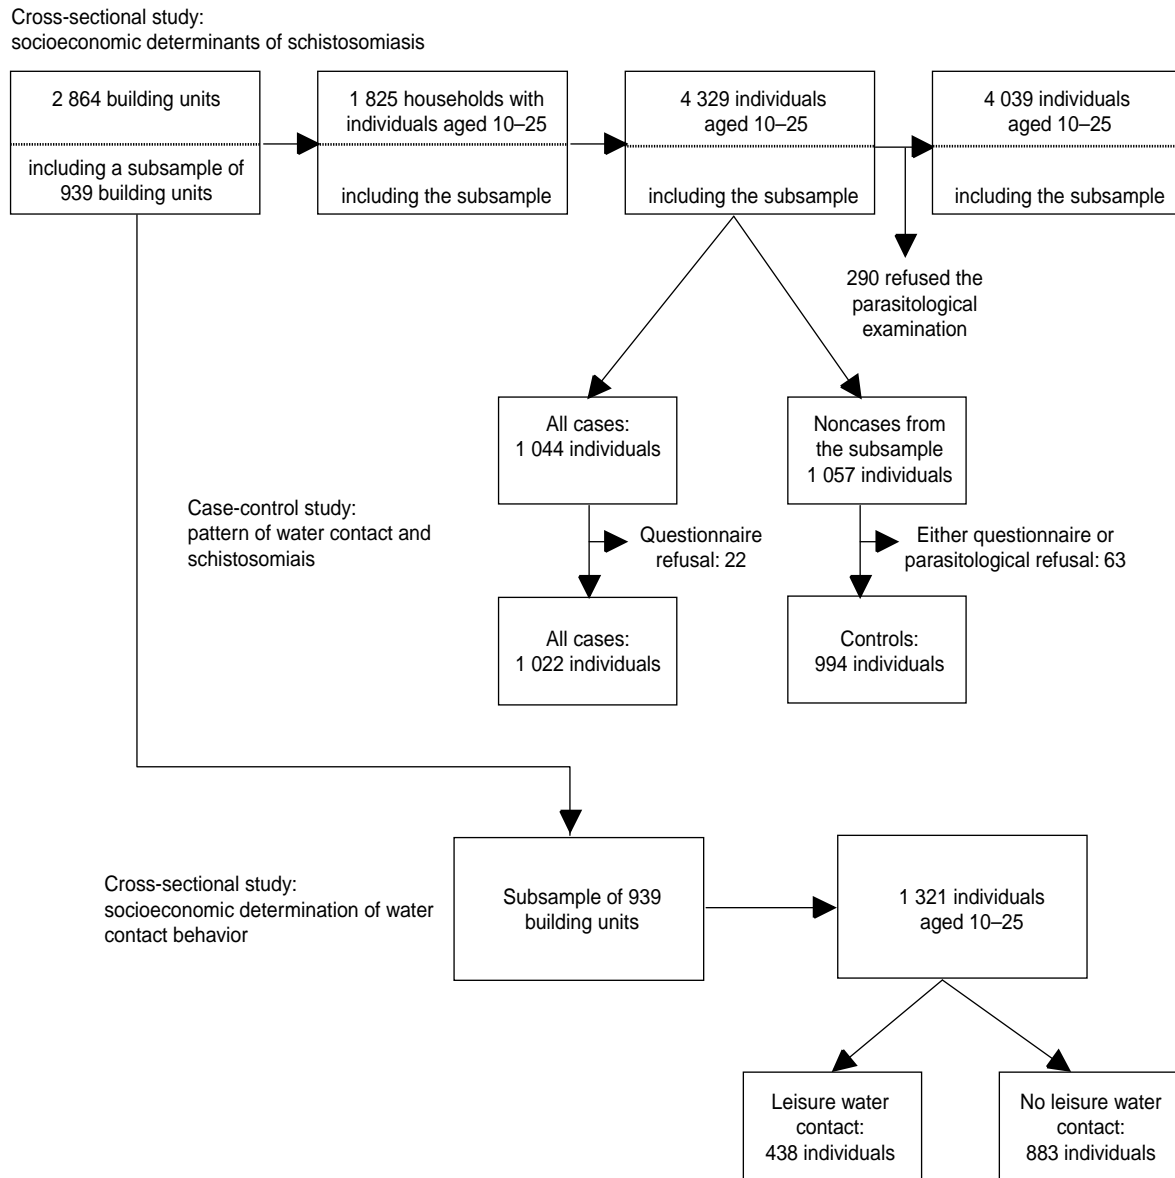 Cross-sectional study:
socioeconomic determinants of schistosomiasis
2 864 building units
including a subsample of
939 building units
1 825 households with
individuals aged 10–25
including the subsample
4 329 individuals
aged 10–25
including the subsample
4 039 individuals
aged 10–25
including the subsample
290 refused the
parasitological
examination
All cases:
1 044 individuals
Noncases from
the subsample
1 057 individuals
Case-control study:
pattern of water contact and
schistosomiais
Questionnaire
refusal: 22
Either questionnaire or
parasitological refusal: 63
All cases:
1 022 individuals
Controls:
994 individuals
Cross-sectional study:
socioeconomic determination of water
contact behavior
Subsample of 939
building units
1 321 individuals
aged 10–25
Leisure water
contact:
438 individuals
No leisure water
contact:
883 individuals